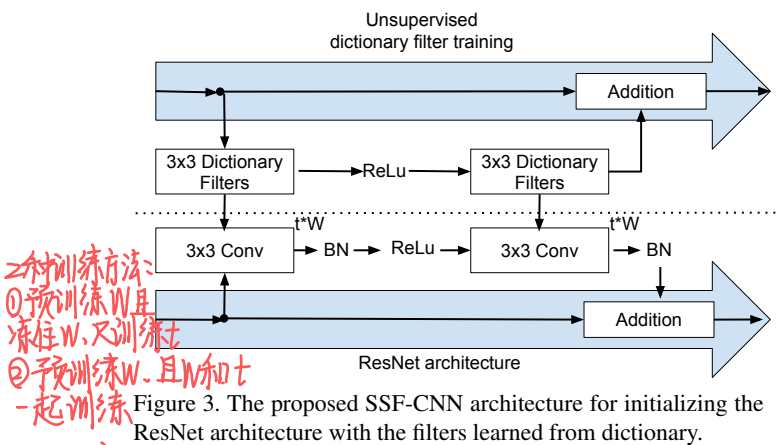 Unsupervised
dictionary filter training
Addition
3x3 Dictionary
Filters
ReLu
3x3 Dictionary
Filters
t*W
t*W
3x3 Conv
BN
ReLu
3x3 Conv
BN
Addition
ResNet architecture
2种训练方法:
①预训练W且
冻住W、只训练t
②予训练W、且W和t
一起训练
Figure 3. The proposed SSF-CNN architecture for initializing the
ResNet architecture with the filters learned from dictionary.